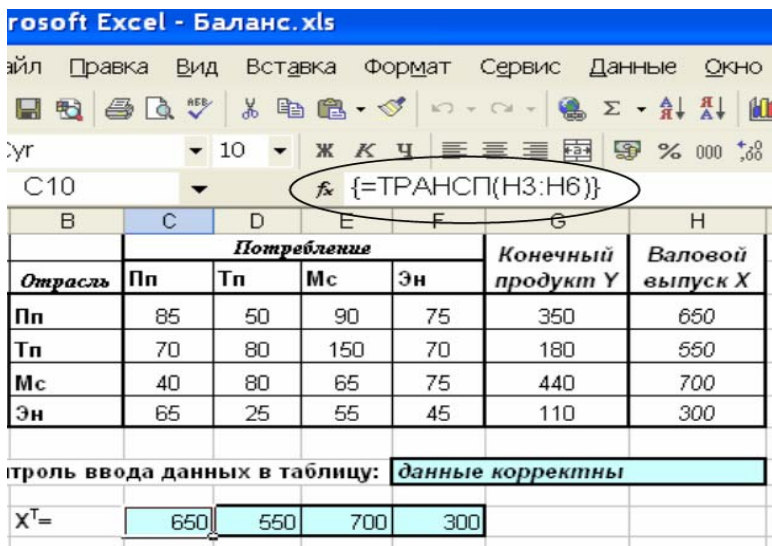 rosoft Excel - Баланс.xls
айл Правка Вид Вставка Формат Сервис Данные Окно
Cyr 10 Ж К Ч % 000
C10 fx {=ТРАНСП(H3:H6)}
B C D E F G H
Потребление Конечный Валовой
Отрасль Пп Тп Мс Эн продукт Y выпуск X
Пп 85 50 90 75 350 650
Тп 70 80 150 70 180 550
Мс 40 80 65 75 440 700
Эн 65 25 55 45 110 300
нтроль ввода данных в таблицу: данные корректны
Xᵀ= 650 550 700 300